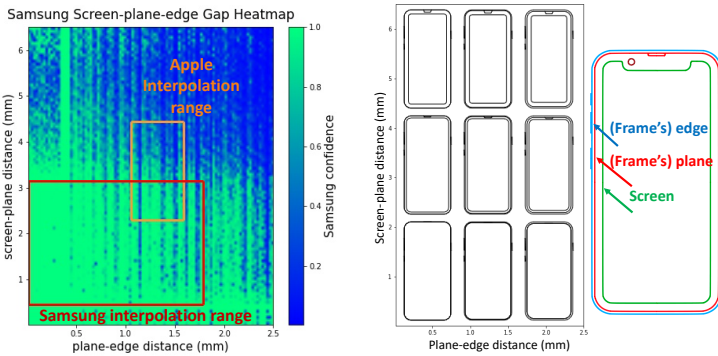 Samsung Screen-plane-edge Gap Heatmap
screen-plane distance (mm)
6
5
4
3
2
1
Apple
Interpolation
range
Samsung interpolation range
0.5
1.0
1.5
2.0
2.5
plane-edge distance (mm)
1.0
0.8
0.6
0.4
0.2
Samsung confidence
Screen-plane distance (mm)
6
5
4
3
2
1
0.5
1.0
1.5
2.0
2.5
Plane-edge distance (mm)
(Frame's) edge
(Frame's) plane
Screen